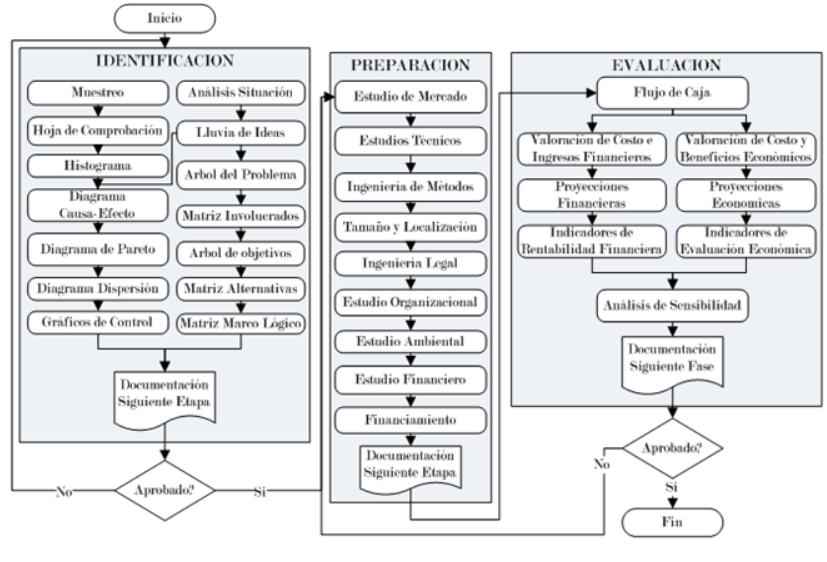 Inicio
IDENTIFICACION
Muestreo
Hoja de Comprobación
Histograma
Diagrama
Causa-Efecto
Diagrama de Pareto
Diagrama Dispersión
Gráficos de Control
Análisis Situación
Lluvia de Ideas
Arbol del Problema
Matriz Involucrados
Arbol de objetivos
Matriz Alternativas
Matriz Marco Lógico
Documentación
Siguiente Etapa
Aprobado?
No
Si
PREPARACION
Estudio de Mercado
Estudios Técnicos
Ingenieria de Métodos
Tamaño y Localización
Ingenieria Legal
Estudio Organizacional
Estudio Ambiental
Estudio Financiero
Financiamiento
Documentación
Siguiente Etapa
EVALUACION
Flujo de Caja
Valoración de Costo e
Ingresos Financieros
Proyecciones
Financieras
Indicadores de
Rentabilidad Financiera
Valoración de Costo y
Beneficios Económicos
Proyecciones
Economicas
Indicadores de
Evaluación Económica
Análisis de Sensibilidad
Documentación
Siguiente Fase
Aprobado?
No
Si
Fin